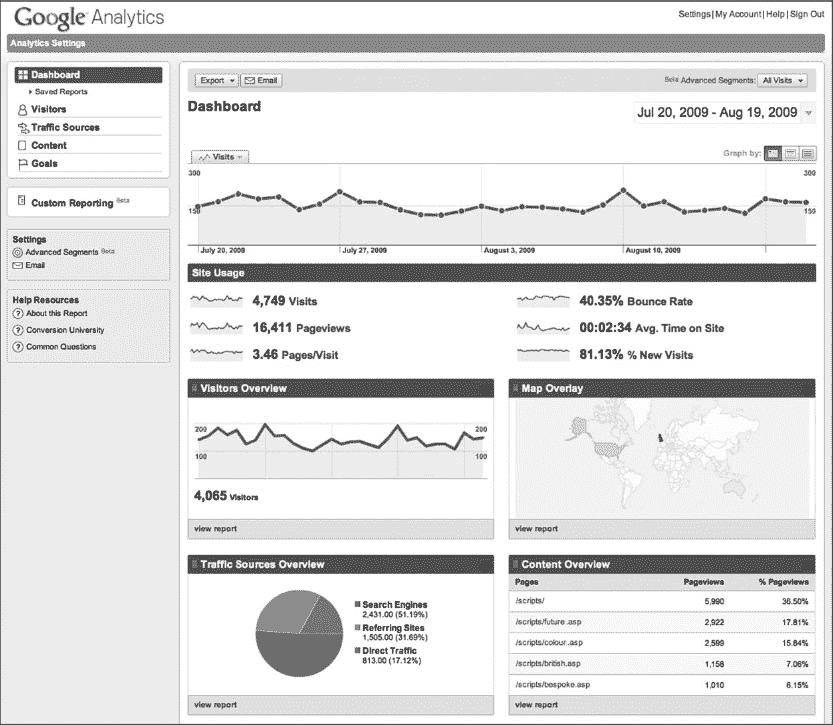 Google Analytics
Settings | My Account | Help | Sign Out
Analytics Settings
Dashboard
Saved Reports
Visitors
Traffic Sources
Content
Goals
Custom Reporting Beta
Settings
Advanced Segments Beta
Email
Help Resources
? About this Report
? Conversion University
? Common Questions
Export Email
Beta Advanced Segments: All Visits
Dashboard
Jul 20, 2009 - Aug 19, 2009
Visits
Graph by:
300 300
150 150
July 20, 2009 July 27, 2009 August 3, 2009 August 10, 2009
Site Usage
4,749 Visits
16,411 Pageviews
3.46 Pages/Visit
40.35% Bounce Rate
00:02:34 Avg. Time on Site
81.13% % New Visits
Visitors Overview
200 200
100 100
4,065 Visitors
view report
Map Overlay
view report
Traffic Sources Overview
Search Engines
2,431.00 (51.19%)
Referring Sites
1,505.00 (31.69%)
Direct Traffic
813.00 (17.12%)
view report
Content Overview
Pages Pageviews % Pageviews
/scripts/ 5,990 36.50%
/scripts/future.asp 2,922 17.81%
/scripts/colour.asp 2,599 15.84%
/scripts/british.asp 1,158 7.06%
/scripts/bespoke.asp 1,010 6.15%
view report